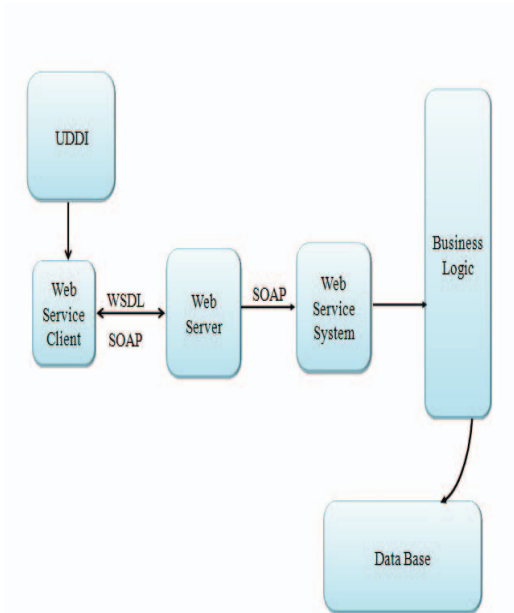 UDDI
Web
Service
Client
WSDL
SOAP
Web
Server
SOAP
Web
Service
System
Business
Logic
Data Base